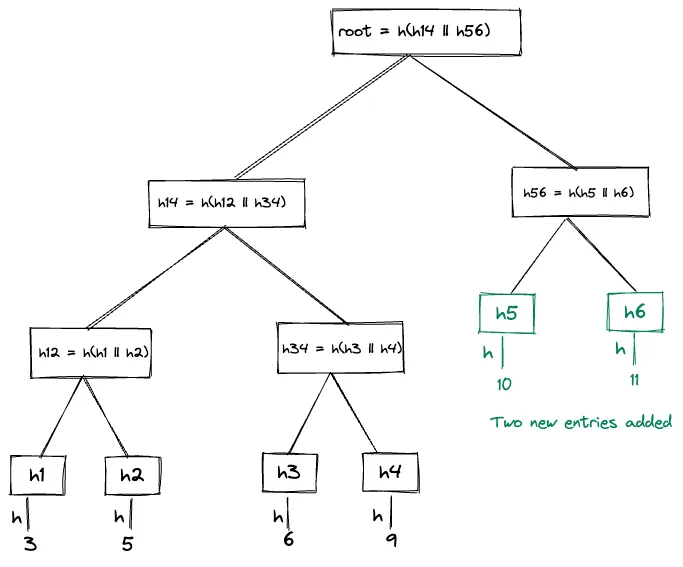 root = h(h14 || h56)
h14 = h(h12 || h34)
h56 = h(h5 || h6)
h5
h6
h12 = h(h1 || h2)
h34 = h(h3 || h4)
h
h
10
11
Two new entries added
h1
h2
h3
h4
h
h
h
h
3
5
6
9